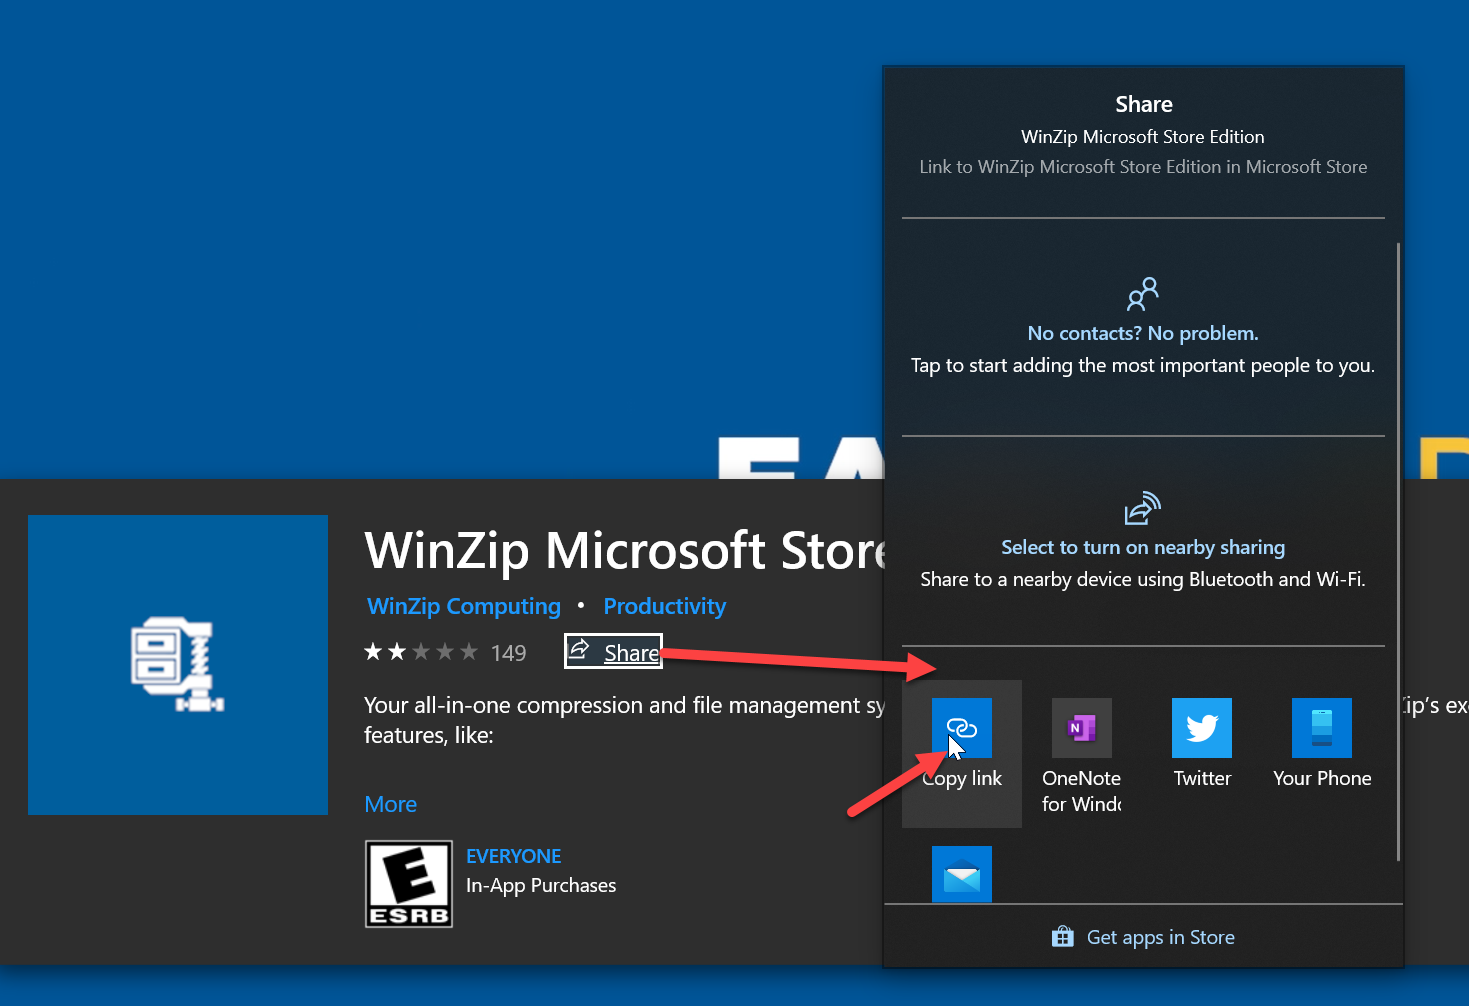 Share
WinZip Microsoft Store Edition
Link to WinZip Microsoft Store Edition in Microsoft Store
No contacts? No problem.
Tap to start adding the most important people to you.
EA
Select to turn on nearby sharing
Share to a nearby device using Bluetooth and Wi-Fi.
WinZip Microsoft Store
WinZip Computing • Productivity
149 Share
Your all-in-one compression and file management sy
ip's exc
features, like:
More
E
ESRB
EVERYONE
In-App Purchases
Copy link
OneNote
for Windo
N
Twitter
Your Phone
Get apps in Store